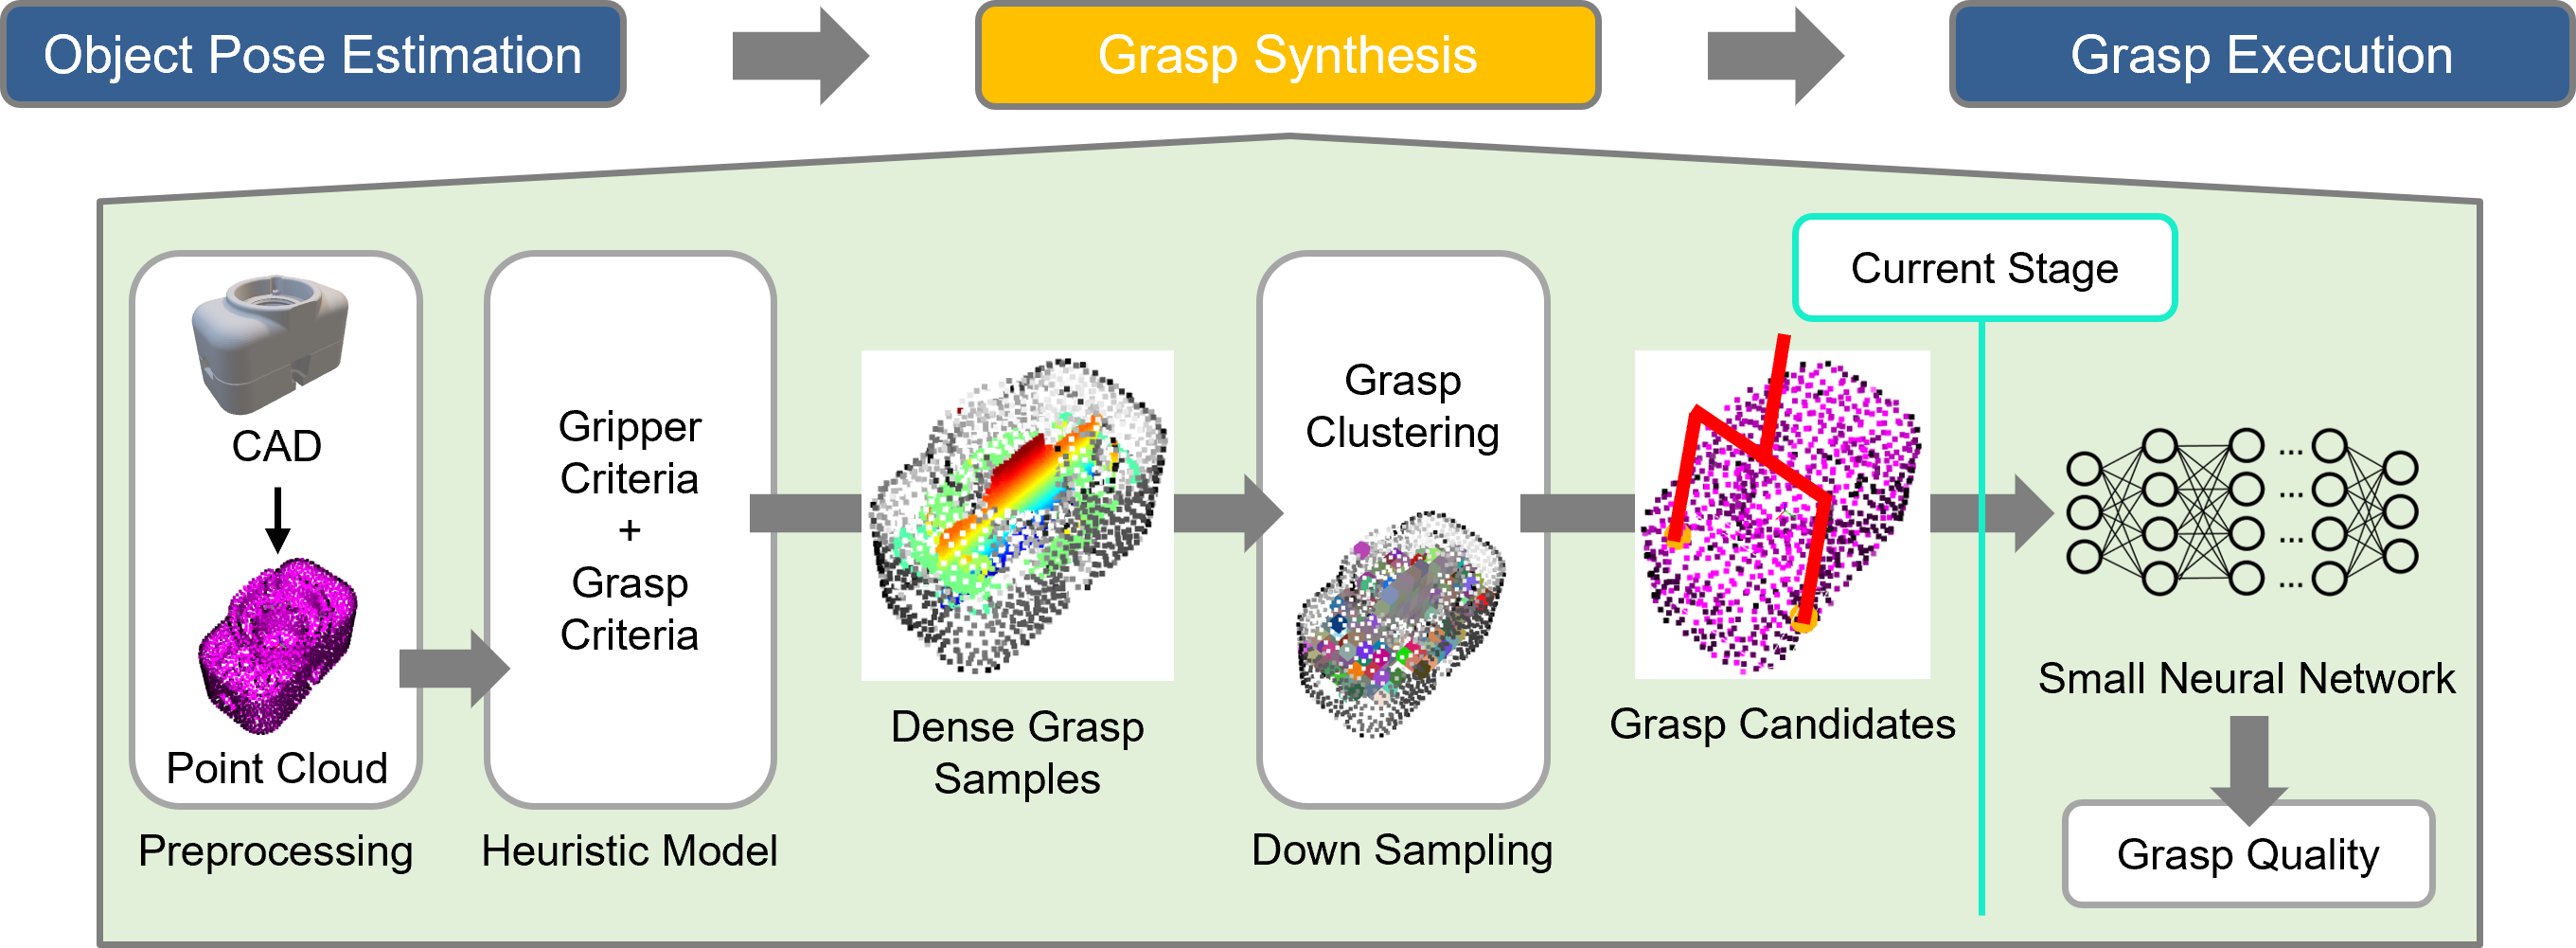 Object Pose Estimation
Grasp Synthesis
Grasp Execution
Current Stage
CAD
Point Cloud
Preprocessing
Gripper
Criteria
+
Grasp
Criteria
Heuristic Model
Dense Grasp
Samples
Grasp
Clustering
Down Sampling
Grasp Candidates
...
...
...
...
Small Neural Network
Grasp Quality